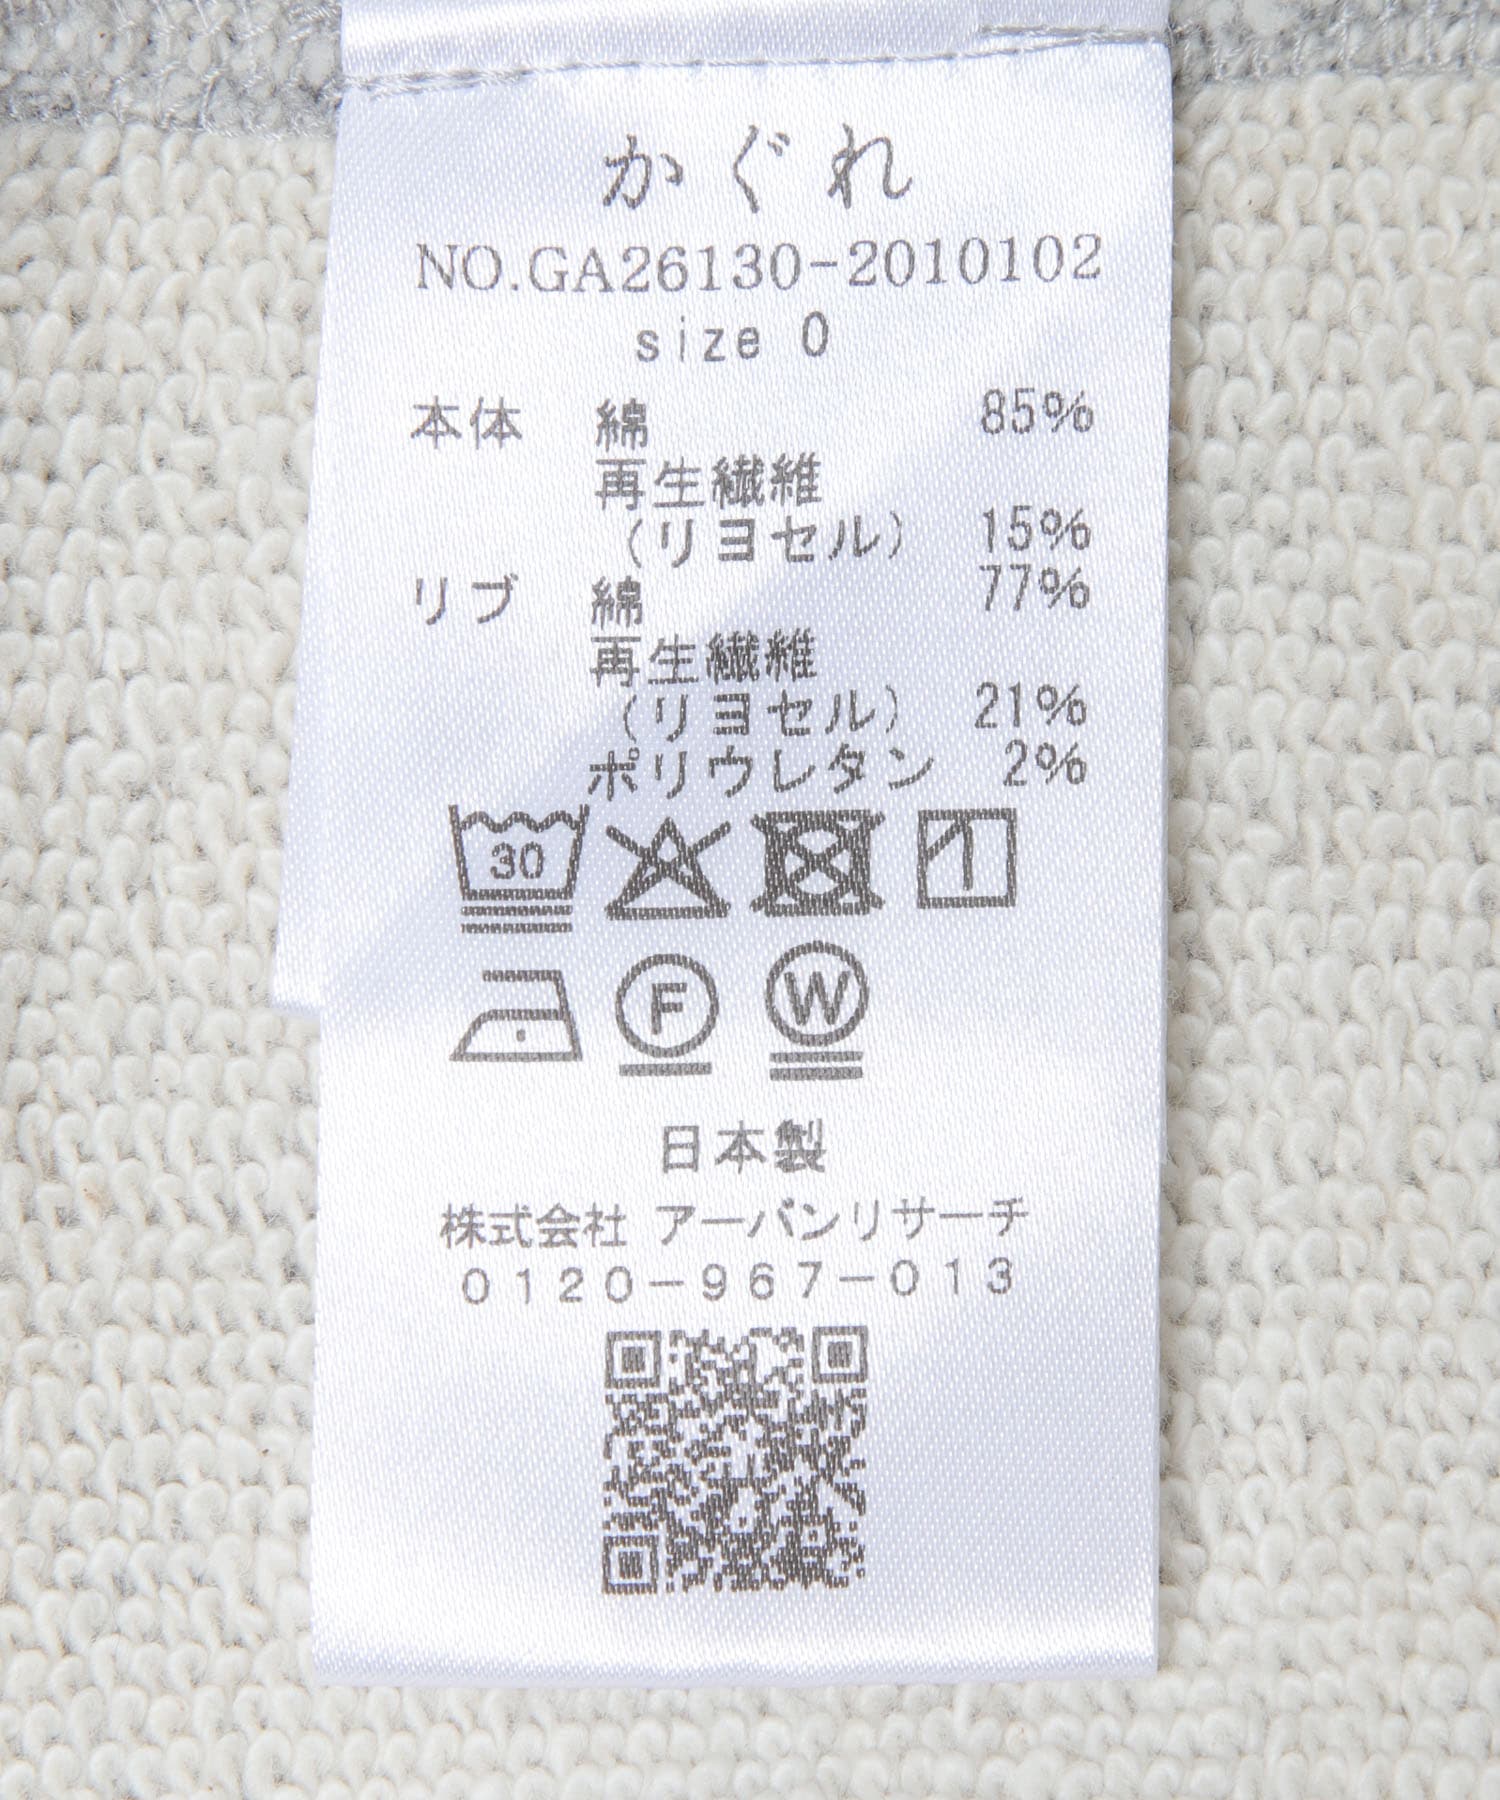 かぐれ
NO.GA26130-2010102
size 0
本体 綿 85%
再生繊維
(リヨセル) 15%
リブ 綿 77%
再生繊維
(リヨセル) 21%
ポリウレタン 2%
30
F W
日本製
株式会社 アーバンリサーチ
0120-967-013